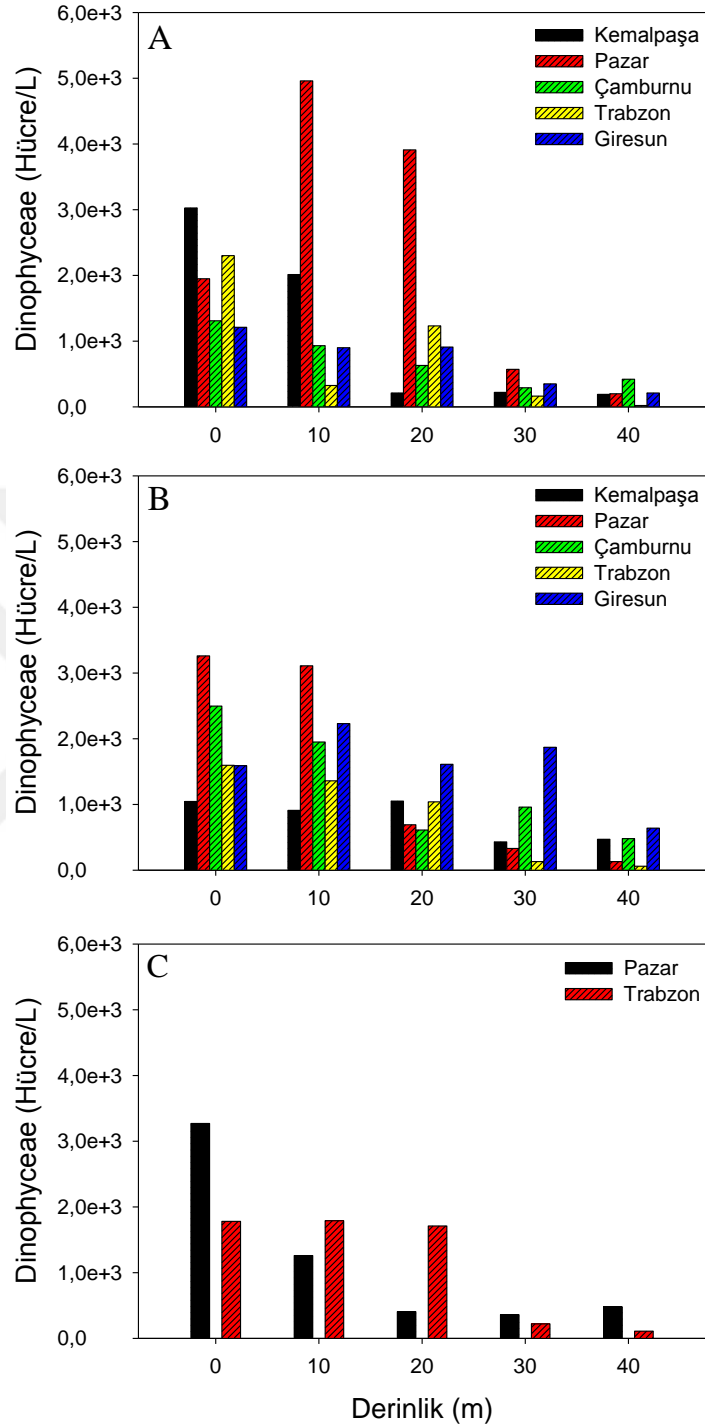 A
Kemalpaşa
Pazar
Çamburnu
Trabzon
Giresun
Dinophyceae (Hücre/L)
6,0e+3
5,0e+3
4,0e+3
3,0e+3
2,0e+3
1,0e+3
0,0
0 10 20 30 40
B
Kemalpaşa
Pazar
Çamburnu
Trabzon
Giresun
Dinophyceae (Hücre/L)
6,0e+3
5,0e+3
4,0e+3
3,0e+3
2,0e+3
1,0e+3
0,0
0 10 20 30 40
C
Pazar
Trabzon
Dinophyceae (Hücre/L)
6,0e+3
5,0e+3
4,0e+3
3,0e+3
2,0e+3
1,0e+3
0,0
0 10 20 30 40
Derinlik (m)